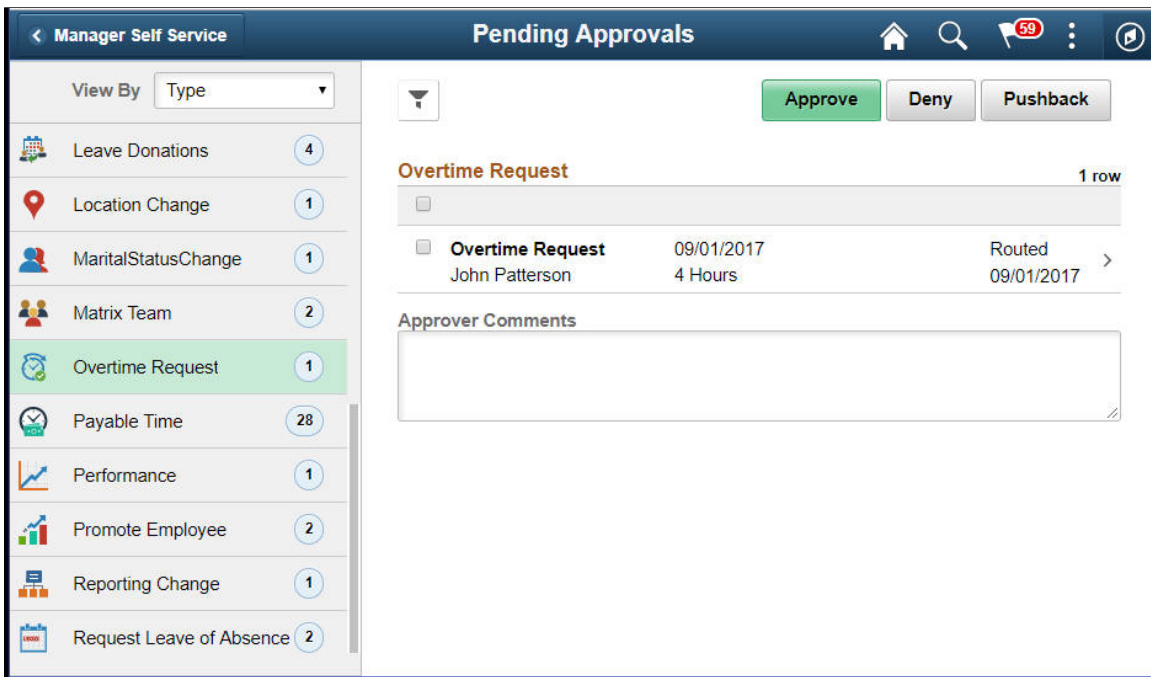 Manager Self Service
Pending Approvals
59
View By Type
Leave Donations 4
Location Change 1
MaritalStatusChange 1
Matrix Team 2
Overtime Request 1
Payable Time 28
Performance 1
Promote Employee 2
Reporting Change 1
Request Leave of Absence 2
Approve Deny Pushback
Overtime Request
1 row
Overtime Request 09/01/2017 Routed
John Patterson 4 Hours 09/01/2017
Approver Comments